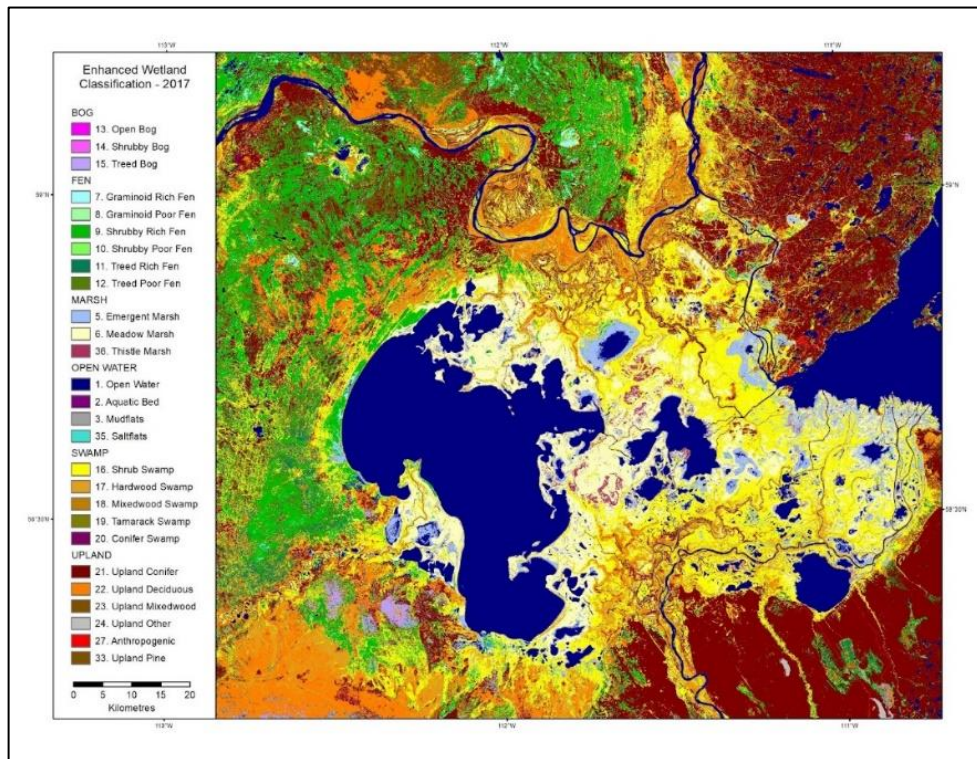 113°W 112°W 111°W
Enhanced Wetland
Classification - 2017
BOG
13. Open Bog
14. Shrubby Bog
15. Treed Bog
FEN
7. Graminoid Rich Fen
8. Graminoid Poor Fen
9. Shrubby Rich Fen
10. Shrubby Poor Fen
11. Treed Rich Fen
12. Treed Poor Fen
MARSH
5. Emergent Marsh
6. Meadow Marsh
36. Thistle Marsh
OPEN WATER
1. Open Water
2. Aquatic Bed
3. Mudflats
35. Saltflats
SWAMP
16. Shrub Swamp
17. Hardwood Swamp
18. Mixedwood Swamp
19. Tamarack Swamp
20. Conifer Swamp
UPLAND
21. Upland Conifer
22. Upland Deciduous
23. Upland Mixedwood
24. Upland Other
27. Anthropogenic
33. Upland Pine
0 5 10 15 20
Kilometres
59°N 59°N
58°30'N 58°30'N
113°W 112°W 111°W